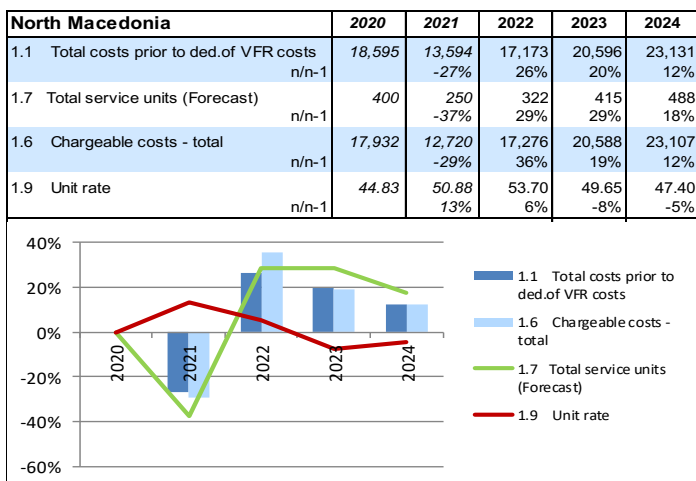 North Macedonia 2020 2021 2022 2023 2024
1.1 Total costs prior to ded.of VFR costs 18,595 13,594 17,173 20,596 23,131
n/n-1 -27% 26% 20% 12%
1.7 Total service units (Forecast) 400 250 322 415 488
n/n-1 -37% 29% 29% 18%
1.6 Chargeable costs - total 17,932 12,720 17,276 20,588 23,107
n/n-1 -29% 36% 19% 12%
1.9 Unit rate 44.83 50.88 53.70 49.65 47.40
n/n-1 13% 6% -8% -5%
40%
20%
0%
-20%
-40%
-60%
2020
2021
2022
2023
2024
1.1 Total costs prior to
ded.of VFR costs
1.6 Chargeable costs -
total
1.7 Total service units
(Forecast)
1.9 Unit rate